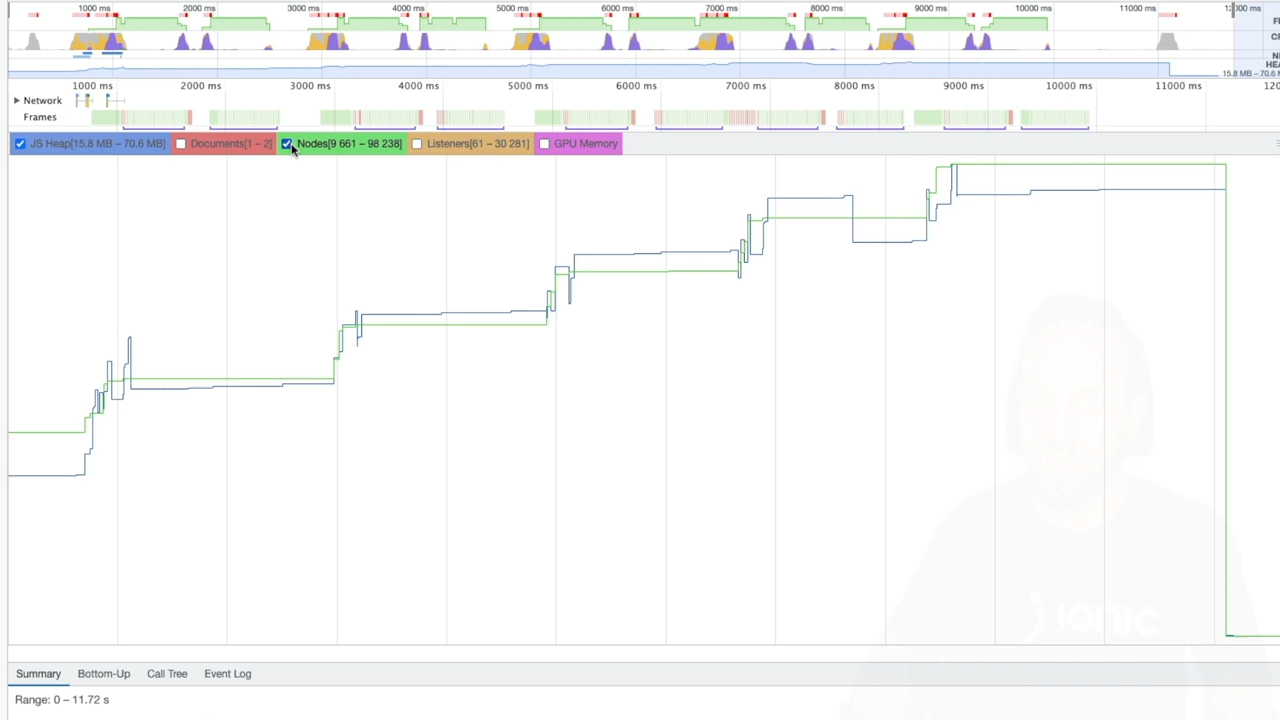 1000 ms 2000 ms 3000 ms 4000 ms 5000 ms 6000 ms 7000 ms 8000 ms 9000 ms 10000 ms 11000 ms
15.8 MB – 70.6
1000 ms 2000 ms 3000 ms 4000 ms 5000 ms 6000 ms 7000 ms 8000 ms 9000 ms 10000 ms 11000 ms
Network
Frames
JS Heap[15.8 MB – 70.6 MB] Documents[1 – 2] Nodes[9 661 – 98 238] Listeners[61 – 30 281] GPU Memory
ionic
Summary Bottom-Up Call Tree Event Log
Range: 0 – 11.72 s